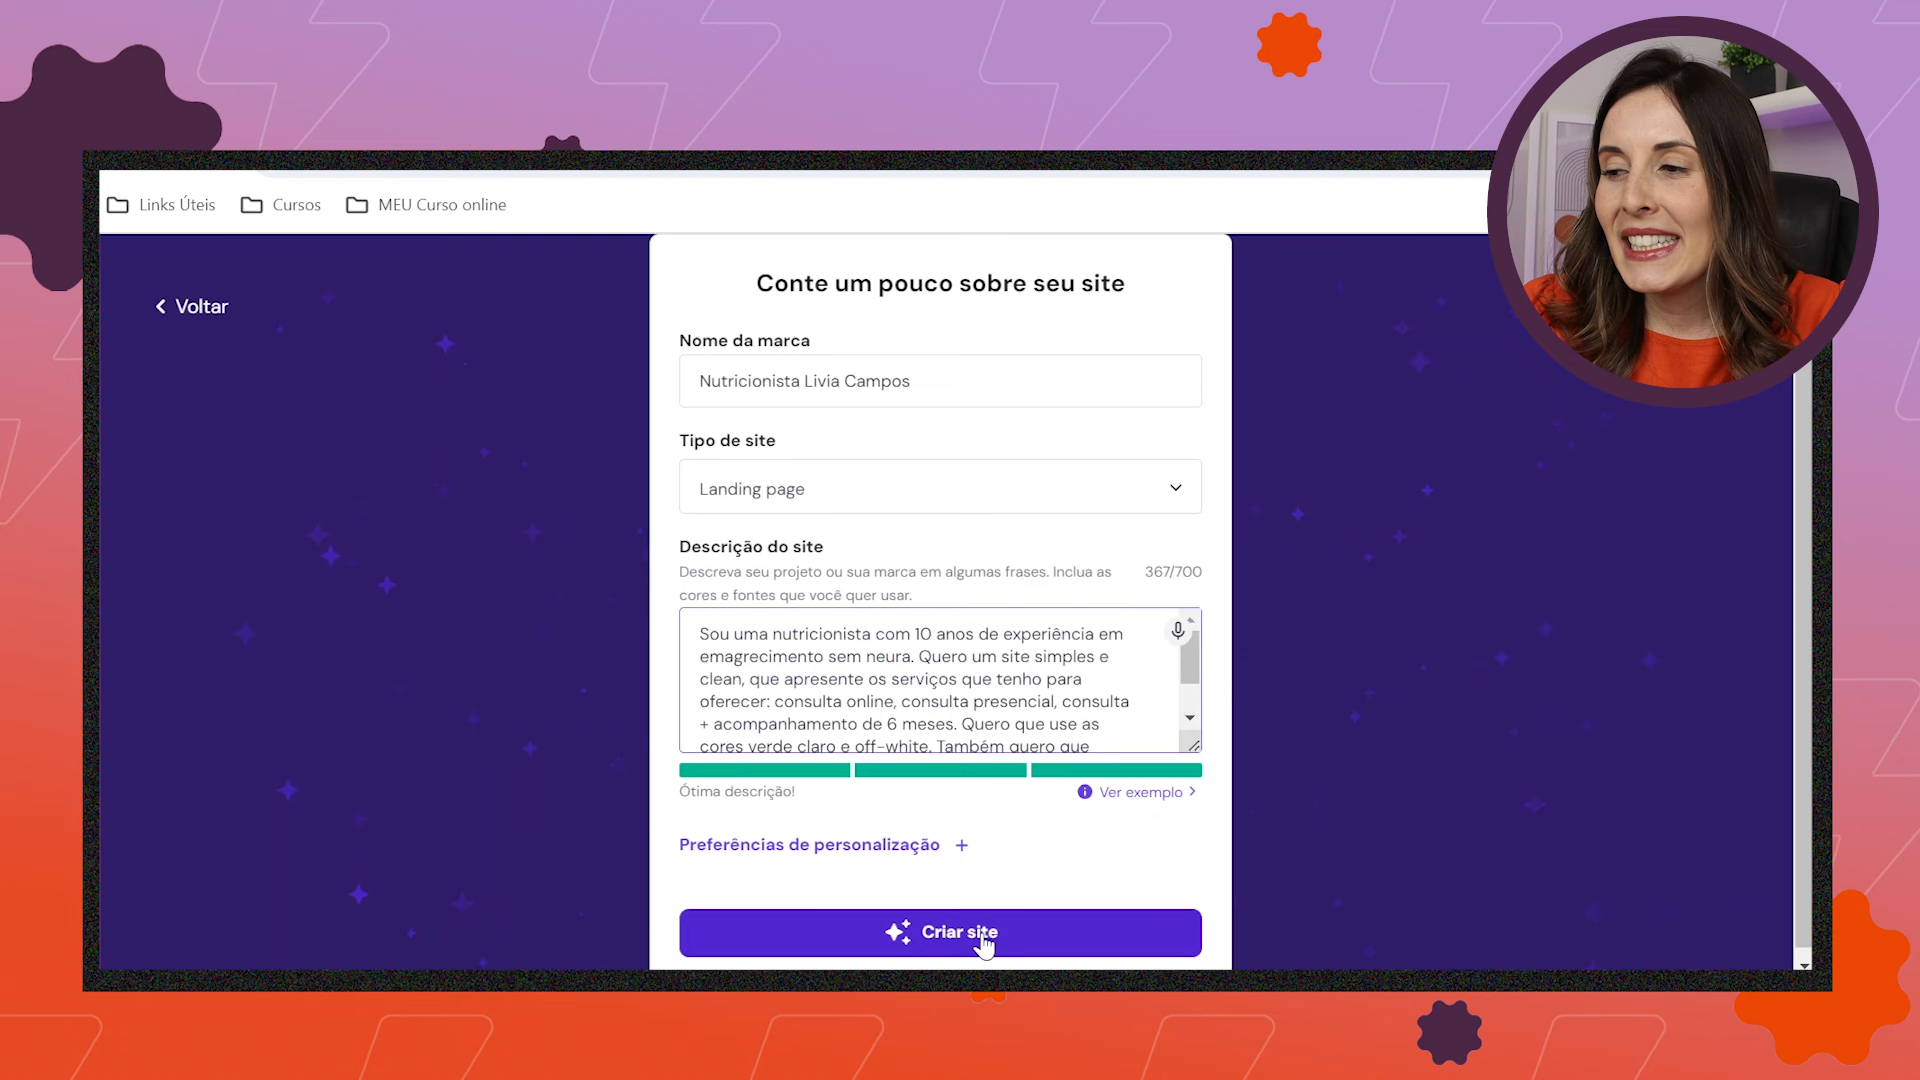 Links Úteis
Cursos
MEU Curso online
Voltar
Conte um pouco sobre seu site
Nome da marca
Nutricionista Livia Campos
Tipo de site
Landing page
Descrição do site
Descreva seu projeto ou sua marca em algumas frases. Inclua as
cores e fontes que você quer usar.
367/700
Sou uma nutricionista com 10 anos de experiência em
emagrecimento sem neura. Quero um site simples e
clean, que apresente os serviços que tenho para
oferecer: consulta online, consulta presencial, consulta
+ acompanhamento de 6 meses. Quero que use as
cores verde claro e off-white. Também quero que
Ótima descrição!
Ver exemplo
Preferências de personalização +
Criar site